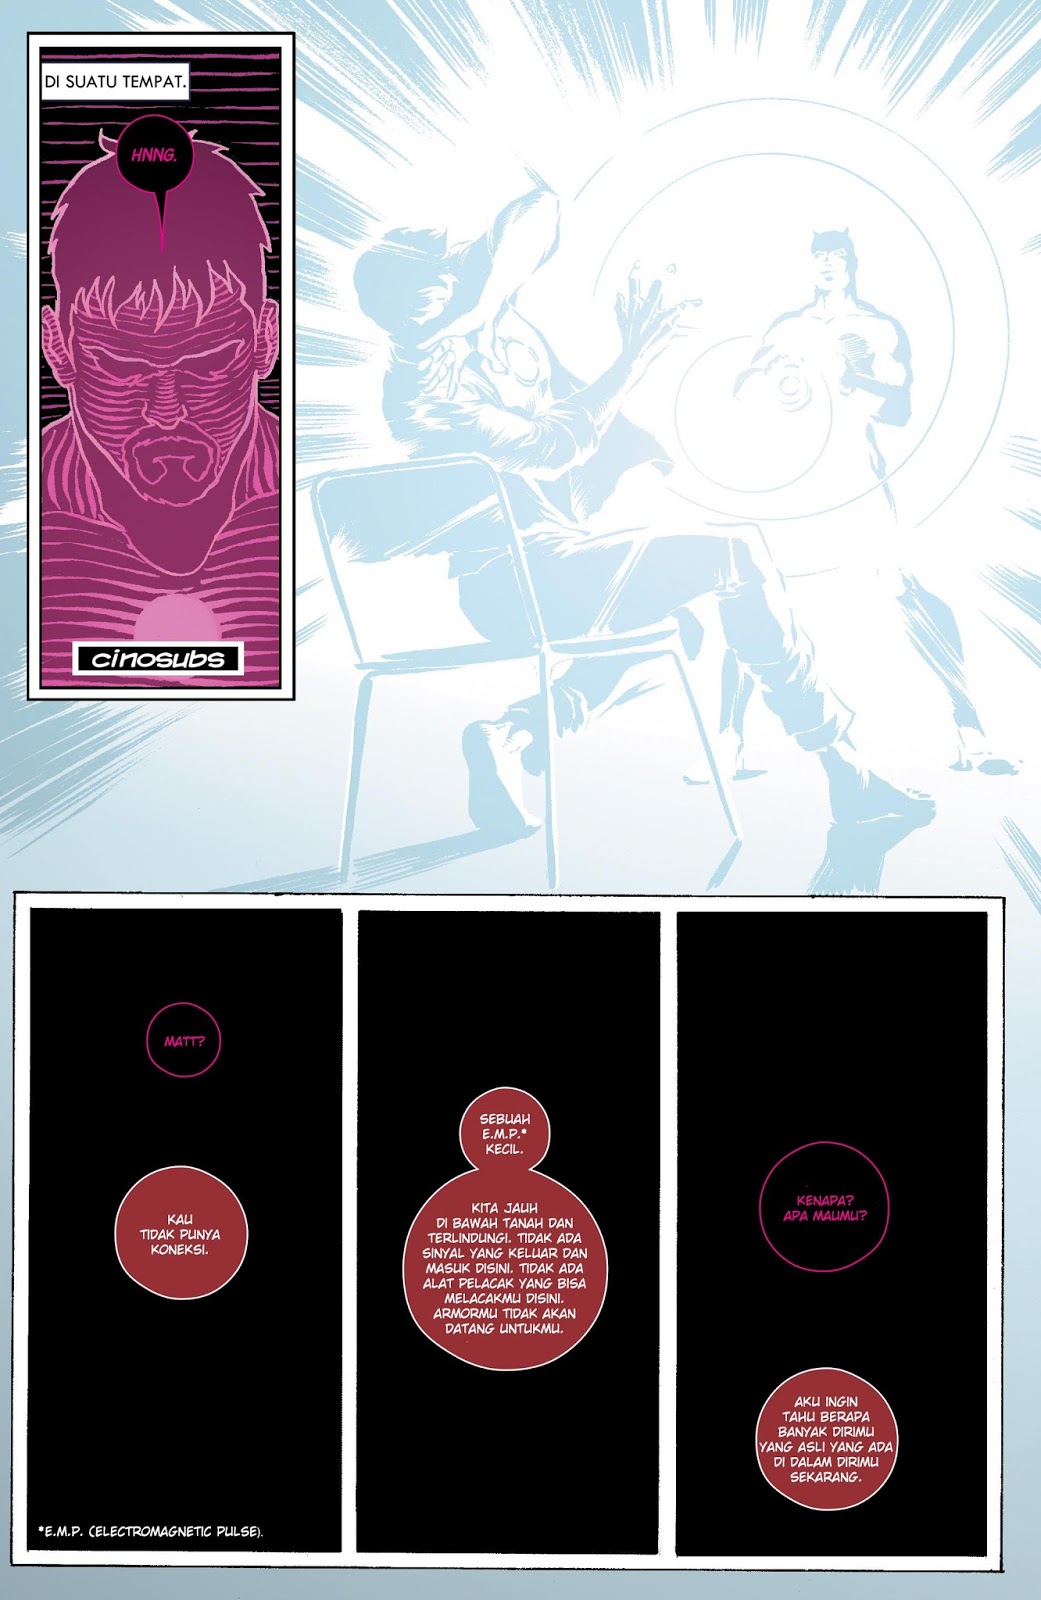 DI SUATU TEMPAT.
HNNG.
cinosubs
MATT?
KAU
TIDAK PUNYA
KONEKSI.
*E.M.P. (ELECTROMAGNETIC PULSE).
SEBUAH
E.M.P.*
KECIL.
KITA JAUH
DI BAWAH TANAH DAN
TERLINDUNGI. TIDAK ADA
SINYAL YANG KELUAR DAN
MASUK DISINI. TIDAK ADA
ALAT PELACAK YANG BISA
MELACAKMU DISINI.
ARMORMU TIDAK AKAN
DATANG UNTUKMU.
KENAPA?
APA MAUMU?
AKU INGIN
TAHU BERAPA
BANYAK DIRIMU
YANG ASLI YANG ADA
DI DALAM DIRIMU
SEKARANG.